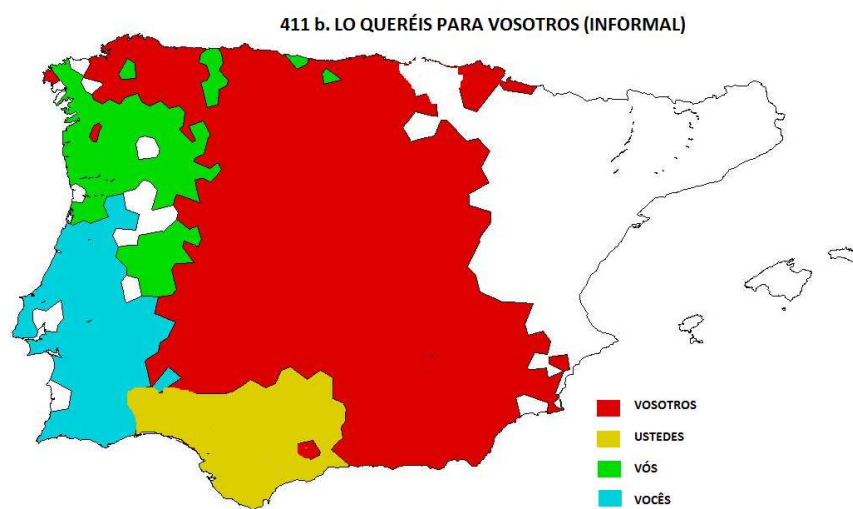 411 b. LO QUERÉIS PARA VOSOTROS (INFORMAL)
VOSOTROS
USTEDES
VÓS
VOCÊS